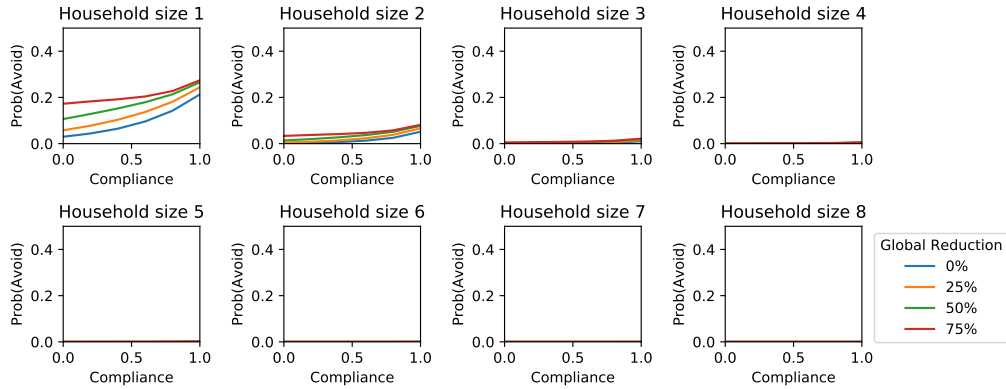 Household size 1
Prob(Avoid)
0.4
0.2
0.0
0.0 0.5 1.0
Compliance
Household size 2
Prob(Avoid)
0.4
0.2
0.0
0.0 0.5 1.0
Compliance
Household size 3
Prob(Avoid)
0.4
0.2
0.0
0.0 0.5 1.0
Compliance
Household size 4
Prob(Avoid)
0.4
0.2
0.0
0.0 0.5 1.0
Compliance
Household size 5
Prob(Avoid)
0.4
0.2
0.0
0.0 0.5 1.0
Compliance
Household size 6
Prob(Avoid)
0.4
0.2
0.0
0.0 0.5 1.0
Compliance
Household size 7
Prob(Avoid)
0.4
0.2
0.0
0.0 0.5 1.0
Compliance
Household size 8
Prob(Avoid)
0.4
0.2
0.0
0.0 0.5 1.0
Compliance
Global Reduction
0%
25%
50%
75%